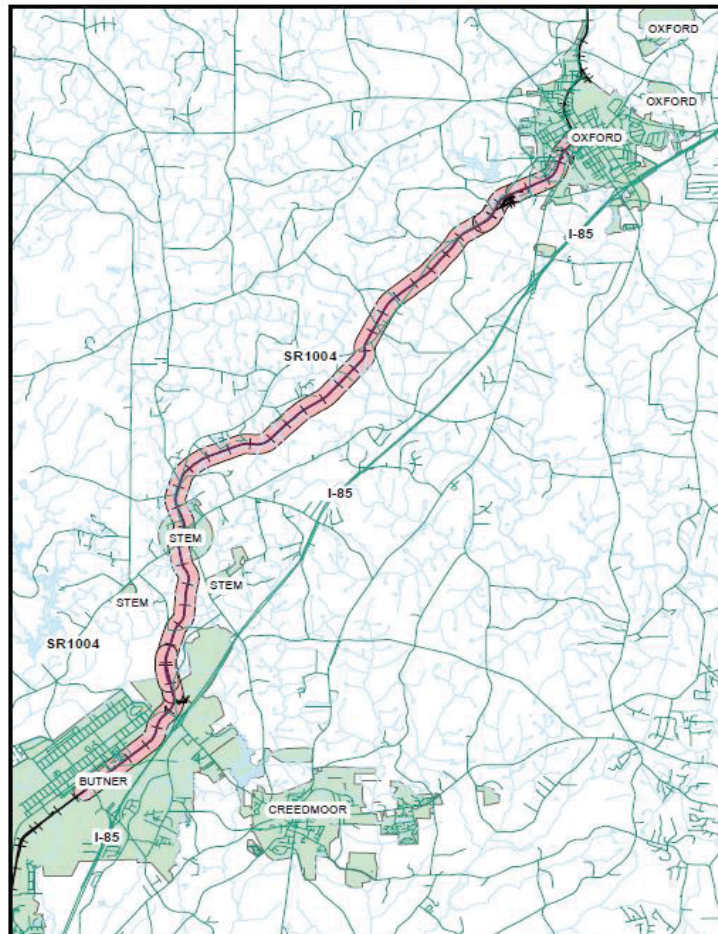 OXFORD
OXFORD
OXFORD
I-85
SR1004
I-85
STEM
STEM
STEM
SR1004
BUTNER
CREEDMOOR
I-85